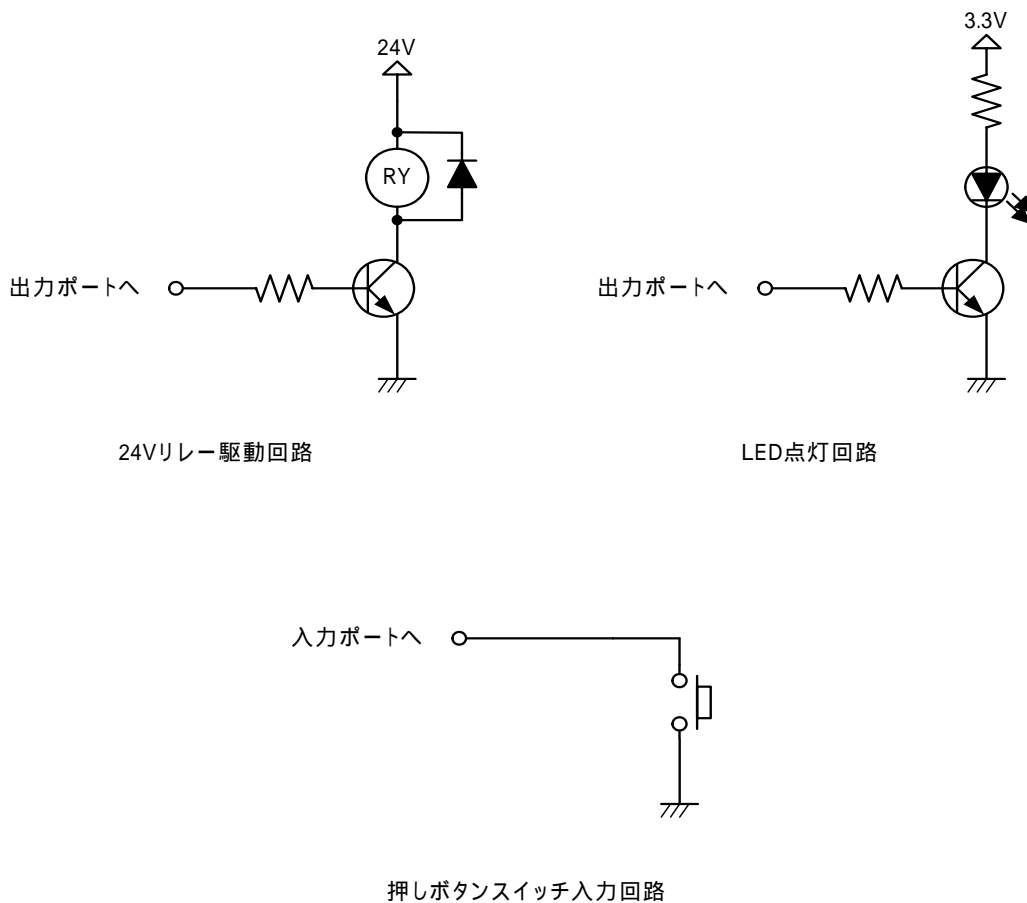 24V
3.3V
RY
出力ポートへ
出力ポートへ
24Vリレー駆動回路
LED点灯回路
入力ポートへ
押しボタンスイッチ入力回路